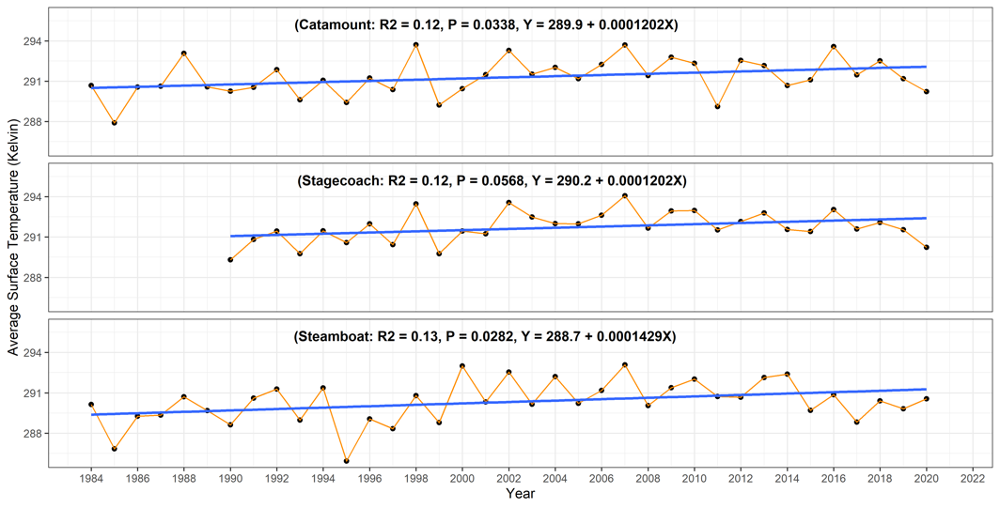 (Catamount: R2 = 0.12, P = 0.0338, Y = 289.9 + 0.0001202X)
294
291
288
(Stagecoach: R2 = 0.12, P = 0.0568, Y = 290.2 + 0.0001202X)
294
291
288
(Steamboat: R2 = 0.13, P = 0.0282, Y = 288.7 + 0.0001429X)
294
291
288
Average Surface Temperature (Kelvin)
1984 1986 1988 1990 1992 1994 1996 1998 2000 2002 2004 2006 2008 2010 2012 2014 2016 2018 2020 2022
Year